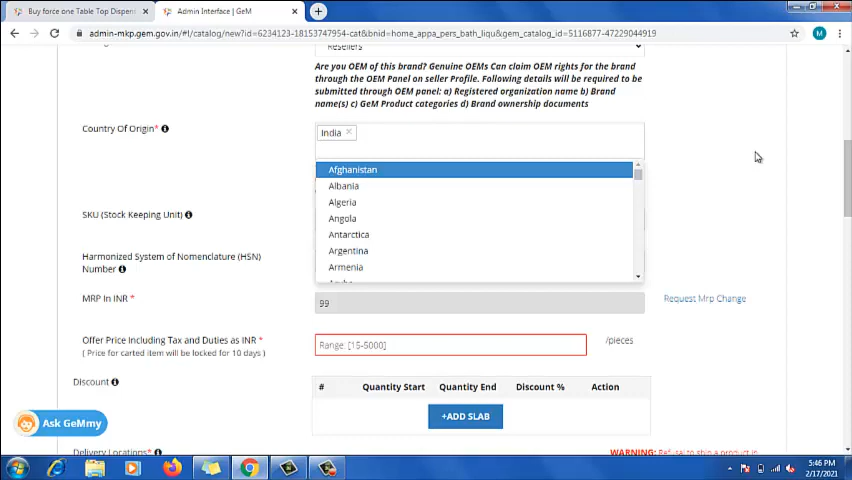 Buy force one Table Top Dispen
Admin Interface | GeM
admin-mkp.gem.gov.in/#!/catalog/new?id=6234123-18153747954-cat&bnid=home_appa_pers_bath_liqu&gem_catalog_id=5116877-47229044919
M
Resellers
Are you OEM of this brand? Genuine OEMs Can claim OEM rights for the brand
through the OEM Panel on seller Profile. Following details will be required to be
submitted through OEM panel: a) Registered organization name b) Brand
name(s) c) GeM Product categories d) Brand ownership documents
Country Of Origin*
India ×
Afghanistan
Albania
Algeria
Angola
Antarctica
Argentina
Armenia
SKU (Stock Keeping Unit)
Harmonized System of Nomenclature (HSN)
Number
MRP In INR *
99
Request Mrp Change
Offer Price Including Tax and Duties as INR *
( Price for carted item will be locked for 10 days )
Range: [15-5000]
/pieces
Discount
# Quantity Start Quantity End Discount % Action
+ADD SLAB
Ask GeMmy
Delivery Locations*
WARNING: Refusal to ship a product in
5:46 PM
2/17/2021